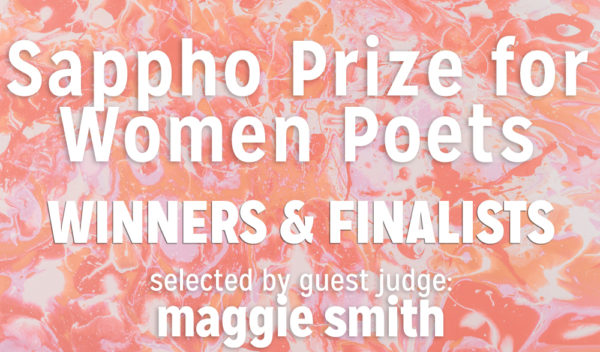 Sappho Prize for
Women Poets
WINNERS & FINALISTS
selected by guest judge:
maggie smith